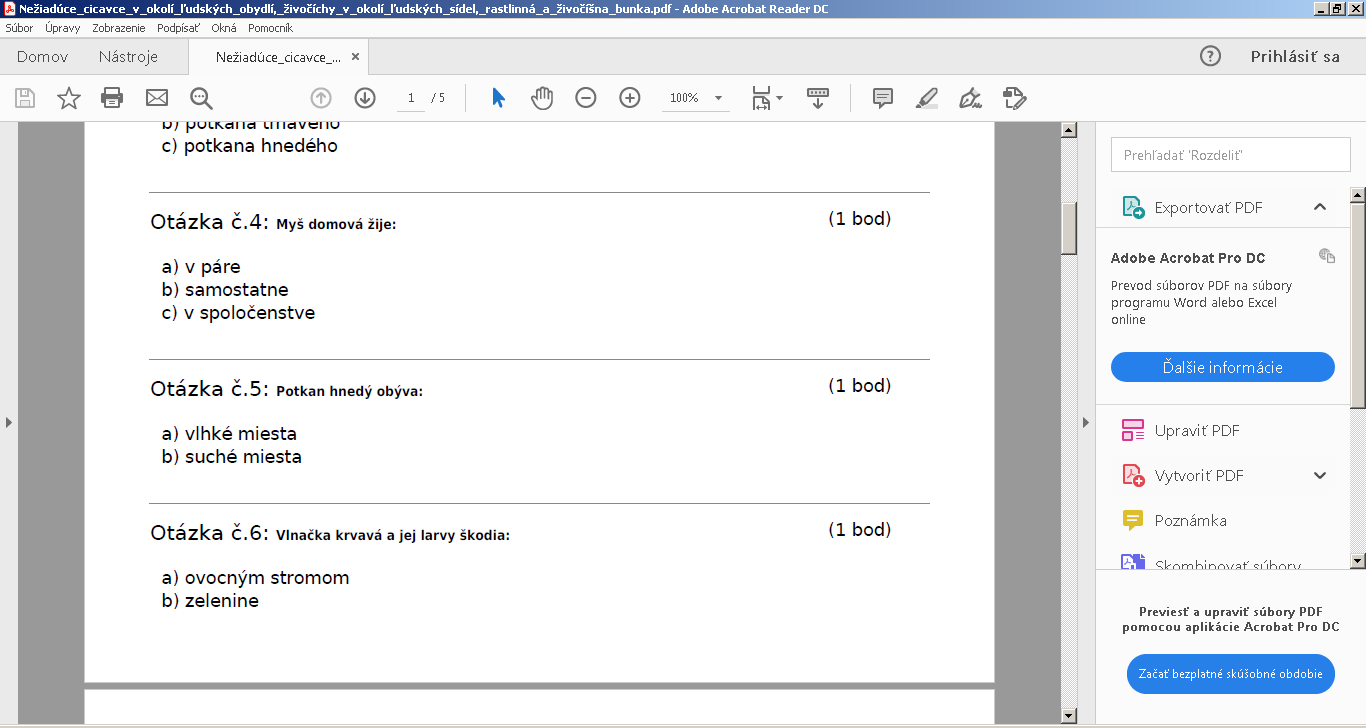 Nežiadúce_cicavce_v_okolí_ľudských_obydlí,_živočíchy_v_okolí_ľudských_sídel,_rastlinná_a_živočíšna_bunka.pdf - Adobe Acrobat Reader DC
Súbor Úpravy Zobrazenie Podpísať Okná Pomocník
Domov Nástroje Nežiadúce_cicavce_... × Prihlásiť sa
1 / 5 100%
b) potkana tmavého
c) potkana hnedého
Otázka č.4: Myš domová žije: (1 bod)
a) v páre
b) samostatne
c) v spoločenstve
Otázka č.5: Potkan hnedý obýva: (1 bod)
a) vlhké miesta
b) suché miesta
Otázka č.6: Vlnačka krvavá a jej larvy škodia: (1 bod)
a) ovocným stromom
b) zelenine
Prehľadať 'Rozdeliť'
Exportovať PDF
Adobe Acrobat Pro DC
Prevod súborov PDF na súbory
programu Word alebo Excel
online
Ďalšie informácie
Upraviť PDF
Vytvoriť PDF
Poznámka
Skombinovať súbory
Previesť a upraviť súbory PDF
pomocou aplikácie Acrobat Pro DC
Začať bezplatné skúšobné obdobie